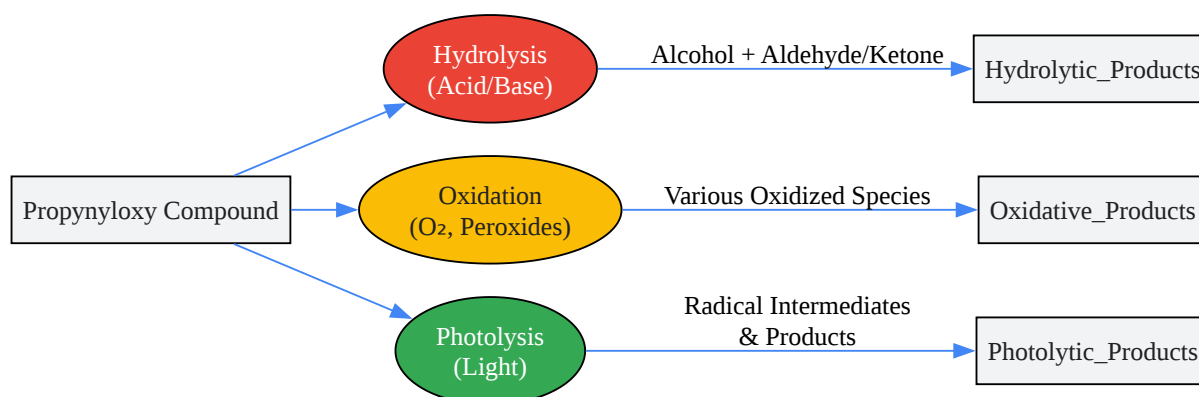 Hydrolysis
(Acid/Base)
Alcohol + Aldehyde/Ketone
Hydrolytic_Products
Propynyloxy Compound
Oxidation
(O₂, Peroxides)
Various Oxidized Species
Oxidative_Products
Photolysis
(Light)
Radical Intermediates
& Products
Photolytic_Products